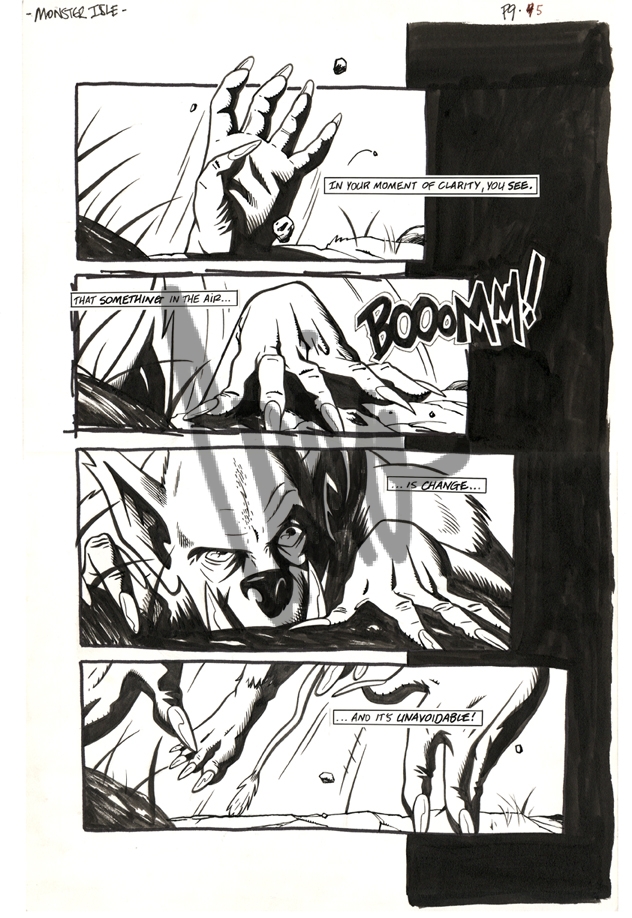 - MONSTER ISLE -
PG. 5
IN YOUR MOMENT OF CLARITY, YOU SEE.
THAT SOMETHING IN THE AIR...
BOOOMM!!
... IS CHANGE...
... AND IT'S UNAVOIDABLE!